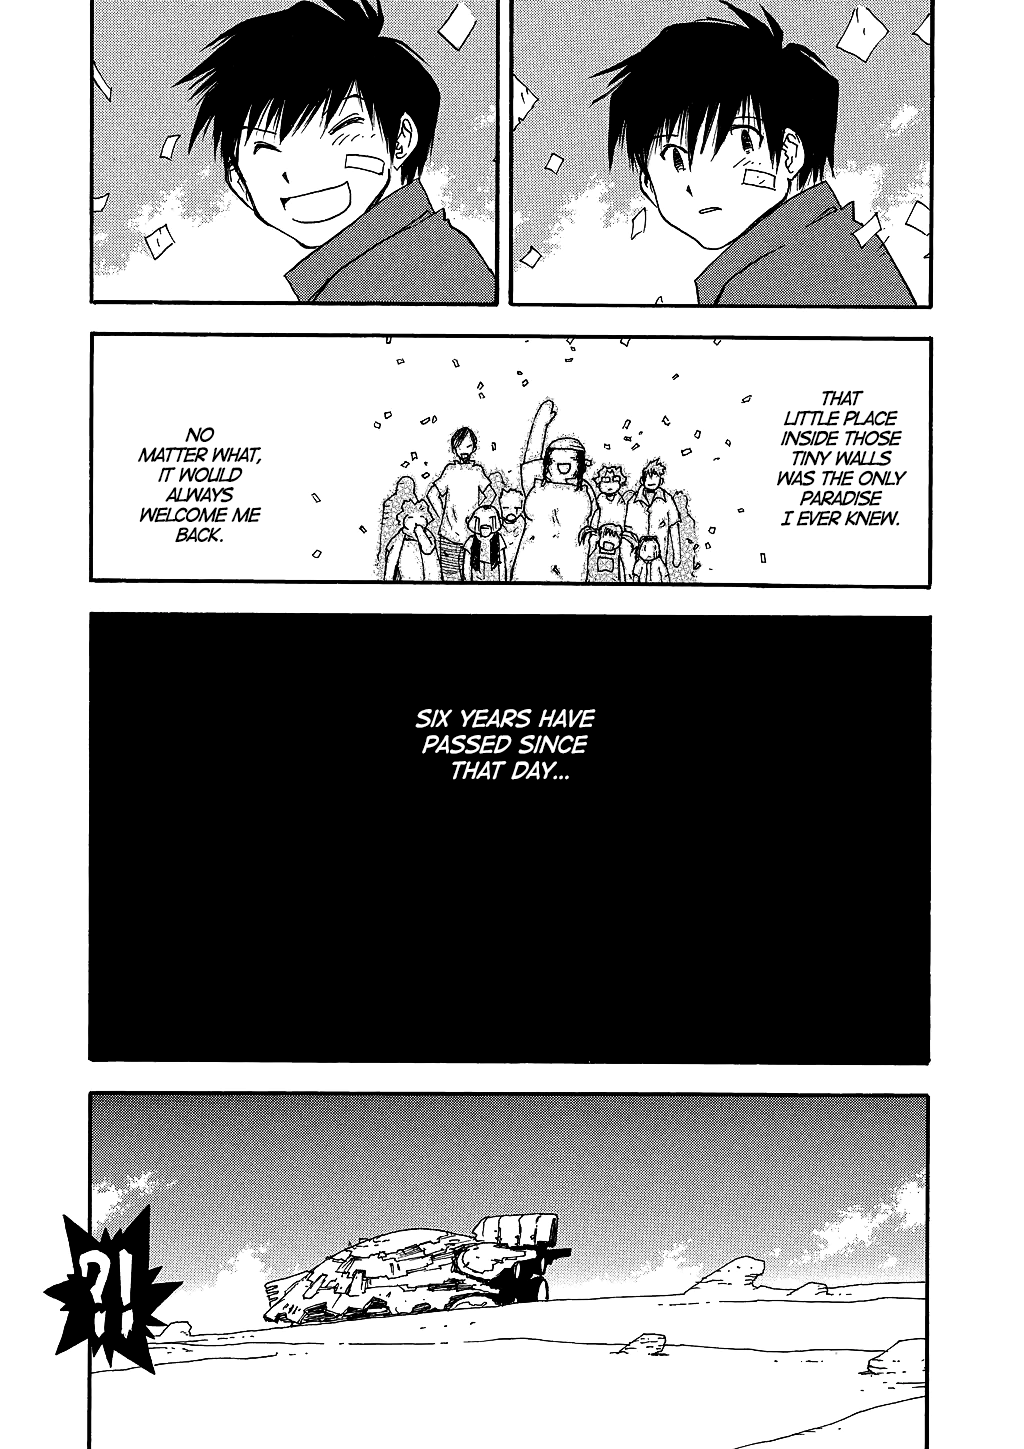 THAT
LITTLE PLACE
INSIDE THOSE
TINY WALLS
WAS THE ONLY
PARADISE
I EVER KNEW.
NO
MATTER WHAT,
IT WOULD
ALWAYS
WELCOME ME
BACK.
SIX YEARS HAVE
PASSED SINCE
THAT DAY...
?!